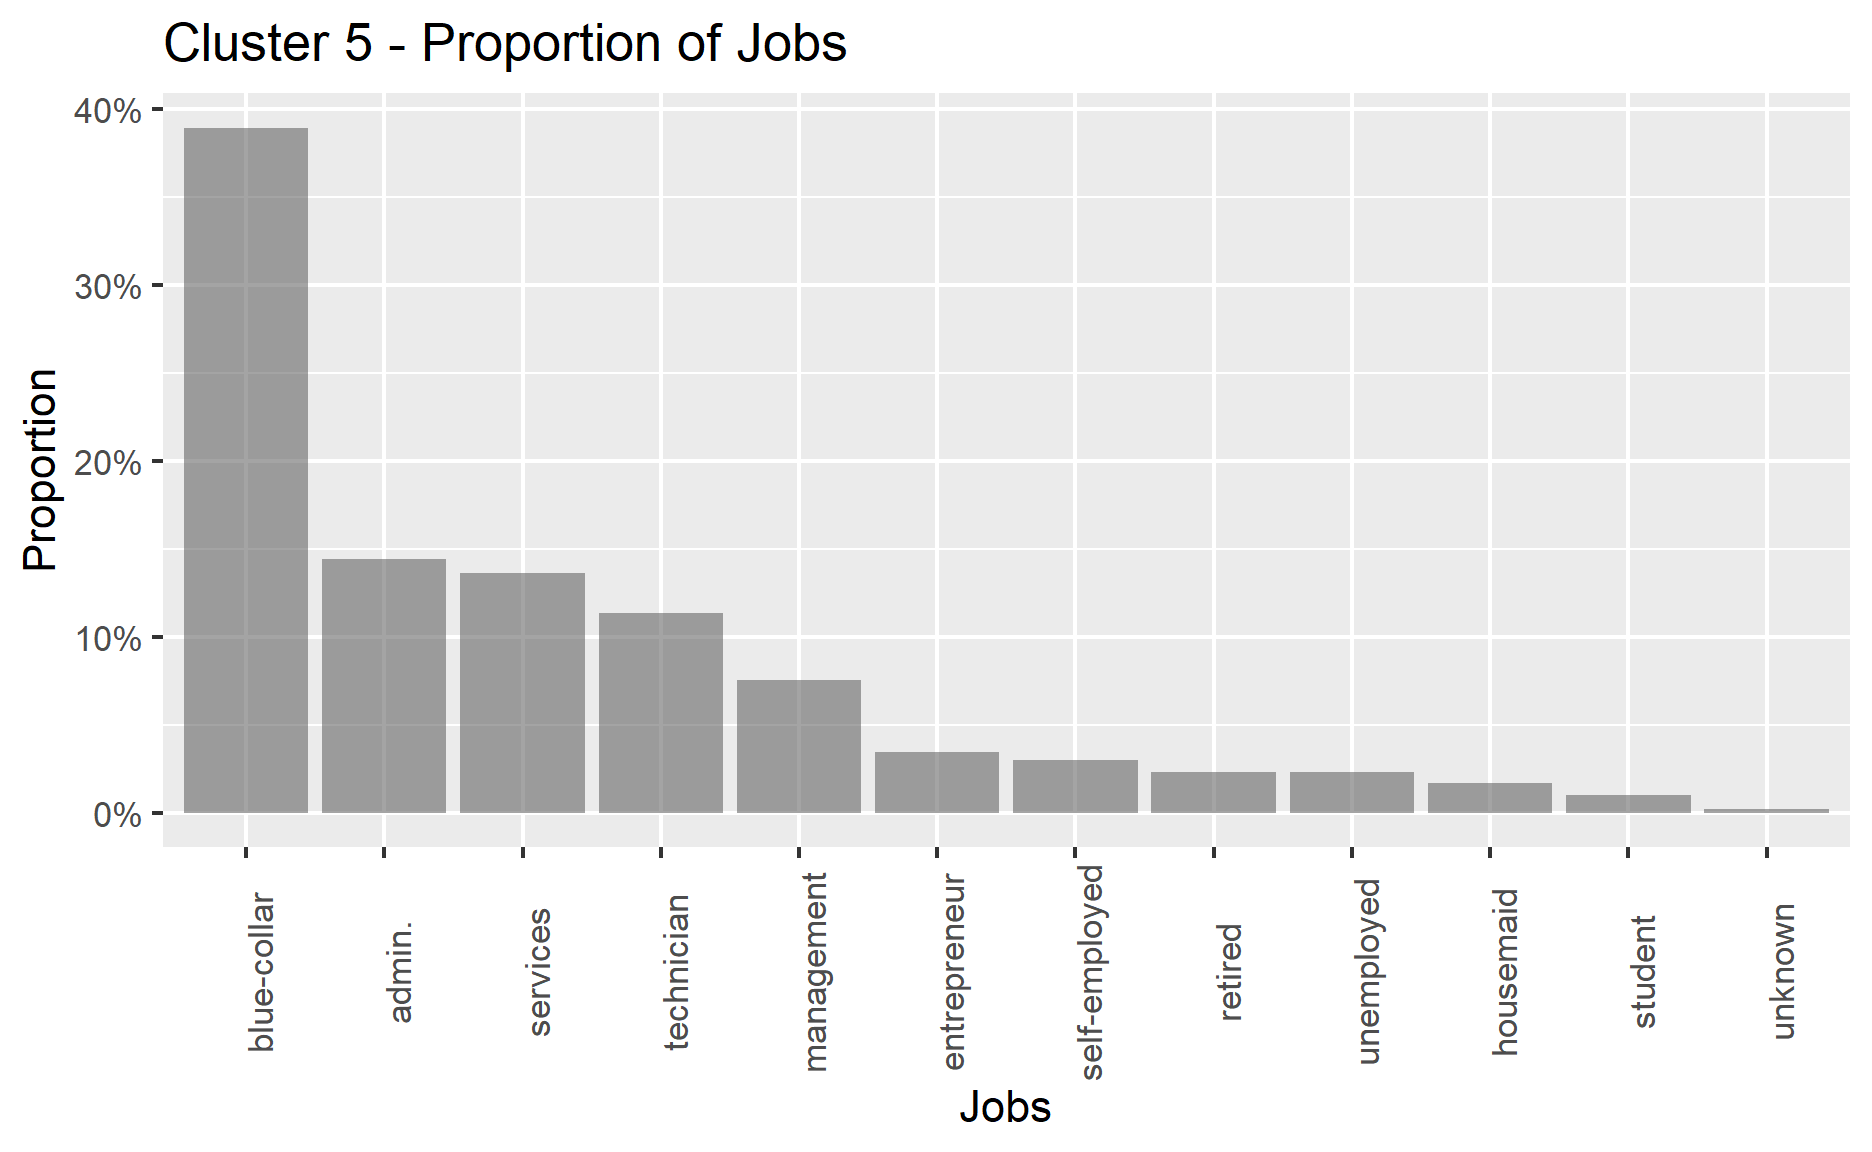 Cluster 5 - Proportion of Jobs
Proportion
40%
30%
20%
10%
0%
blue-collar
admin.
services
technician
management
entrepreneur
self-employed
retired
unemployed
housemaid
student
unknown
Jobs